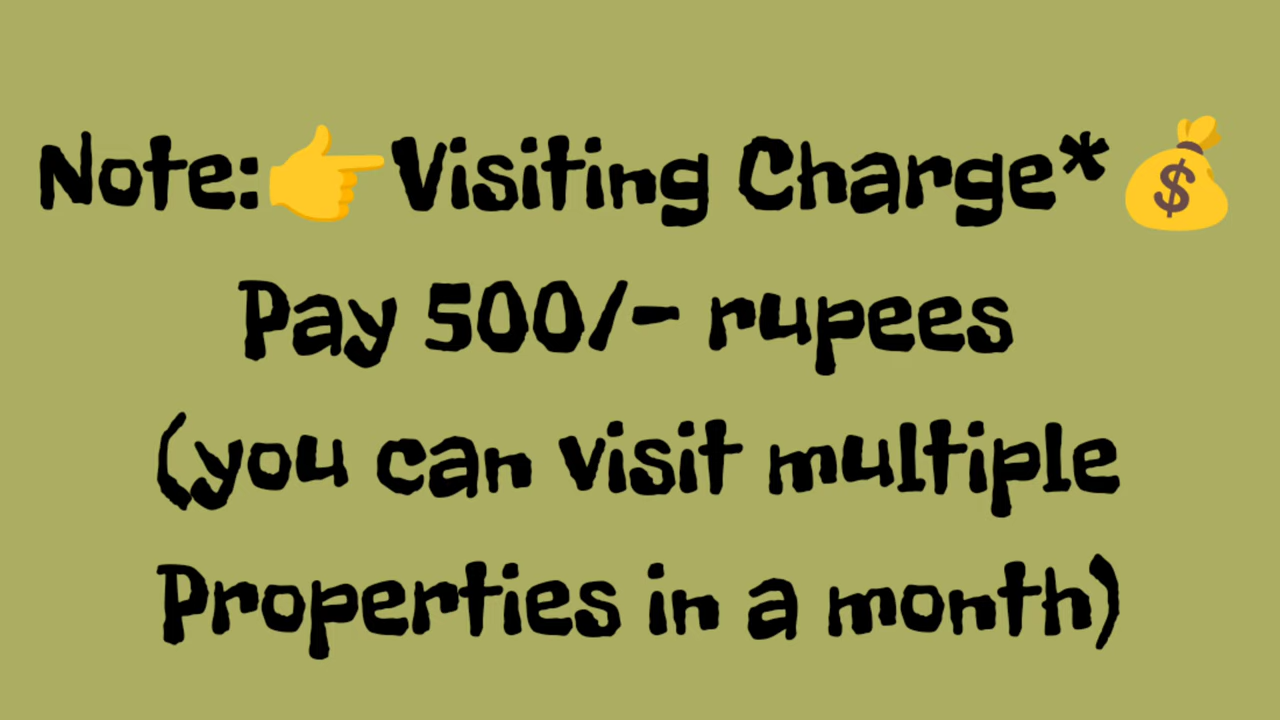 Note:👉Visiting Charge*💰
Pay 500/- rupees
(you can visit multiple
Properties in a month)